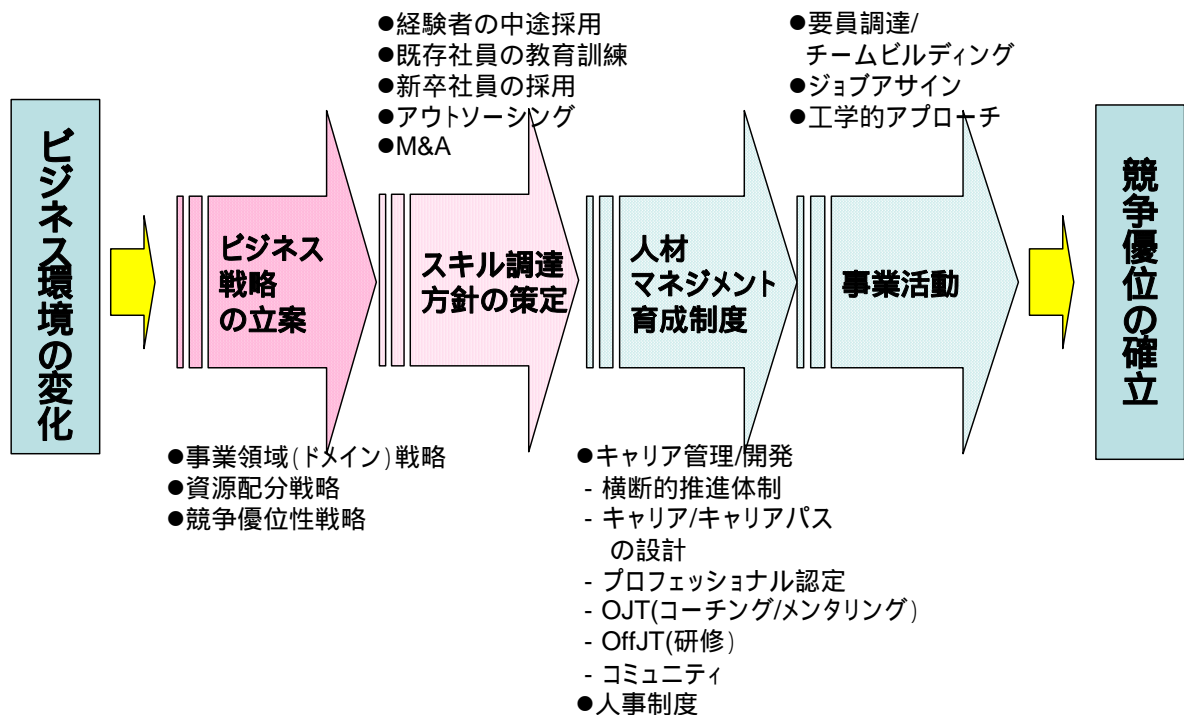 ビジネス環境の変化
ビジネス
戦略
の立案
●事業領域(ドメイン)戦略
●資源配分戦略
●競争優位性戦略
●経験者の中途採用
●既存社員の教育訓練
●新卒社員の採用
●アウトソーシング
●M&A
スキル調達
方針の策定
人材
マネジメント
育成制度
●キャリア管理/開発
- 横断的推進体制
- キャリア/キャリアパス
の設計
- プロフェッショナル認定
- OJT(コーチング/メンタリング)
- OffJT(研修)
- コミュニティ
●人事制度
●要員調達/
チームビルディング
●ジョブアサイン
●工学的アプローチ
事業活動
競争優位の確立